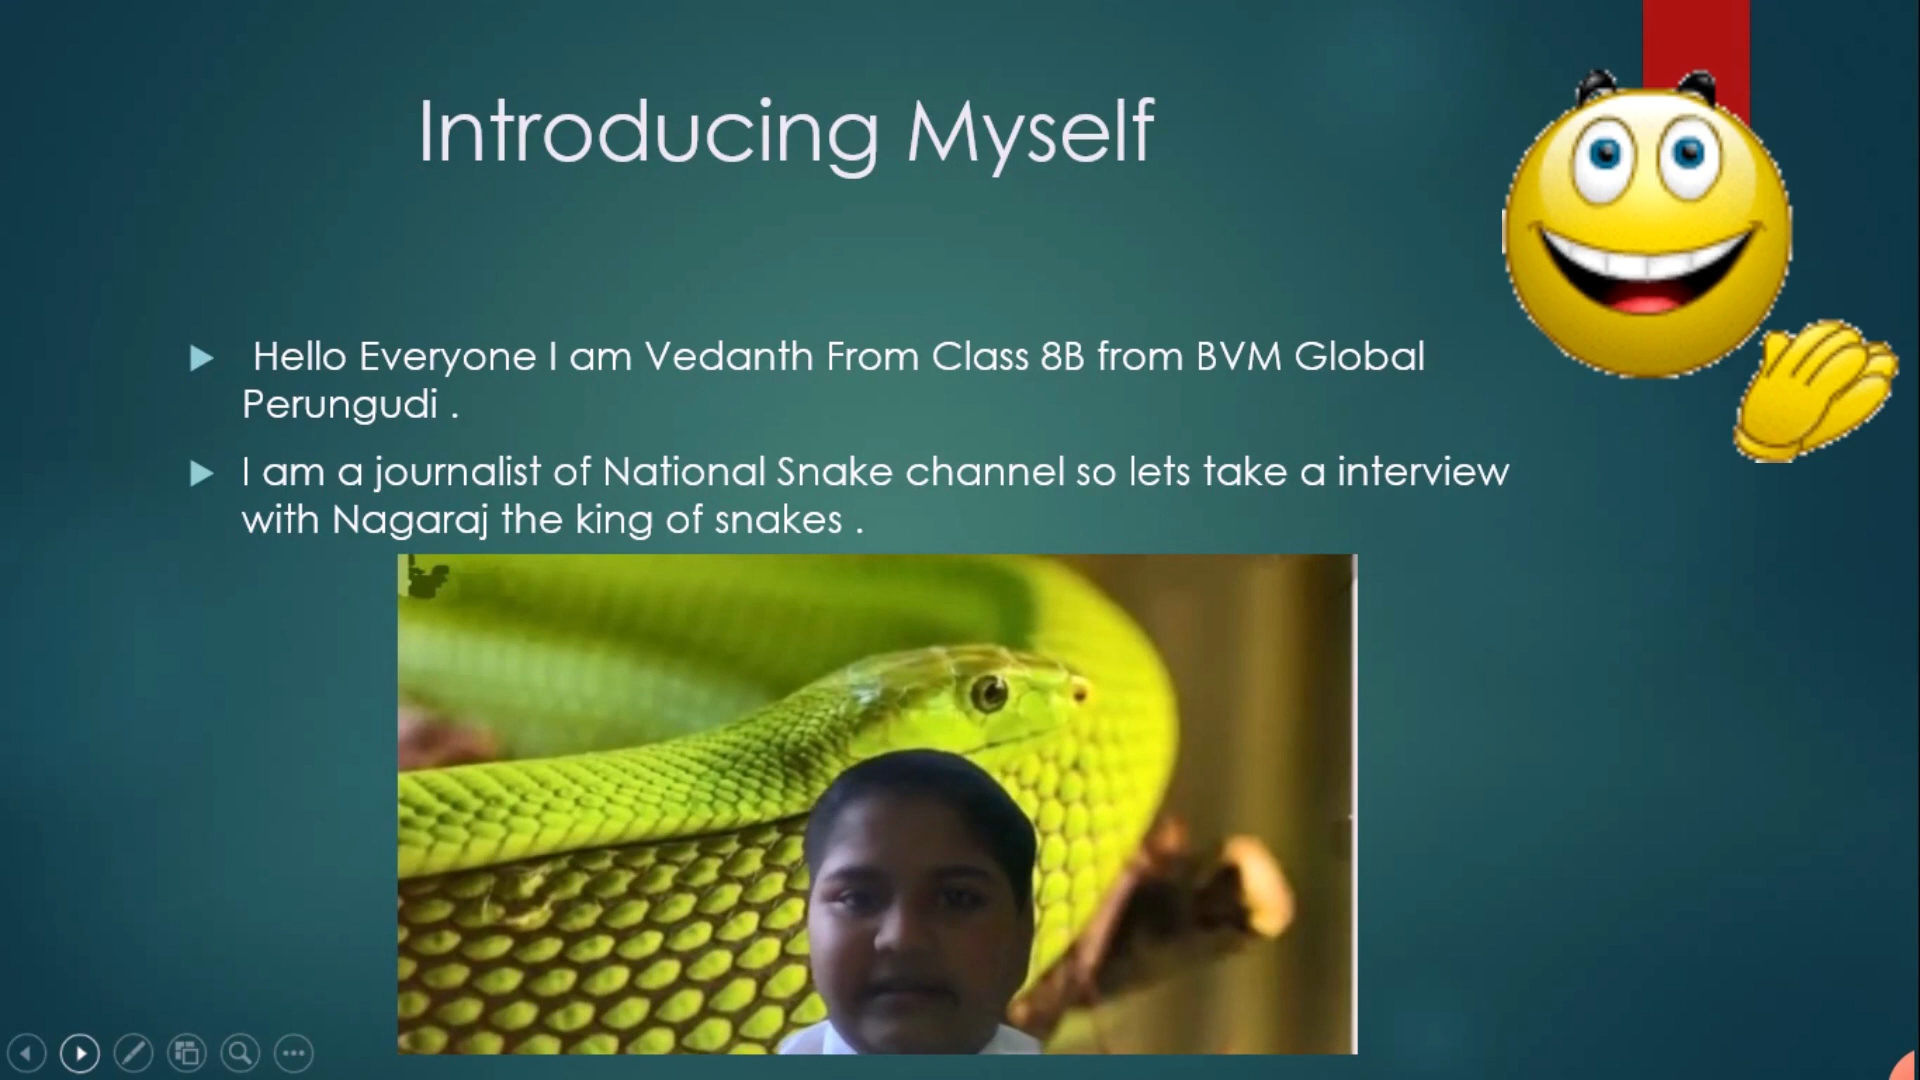 Introducing Myself
Hello Everyone I am Vedanth From Class 8B from BVM Global
Perungudi .
I am a journalist of National Snake channel so lets take a interview
with Nagaraj the king of snakes .